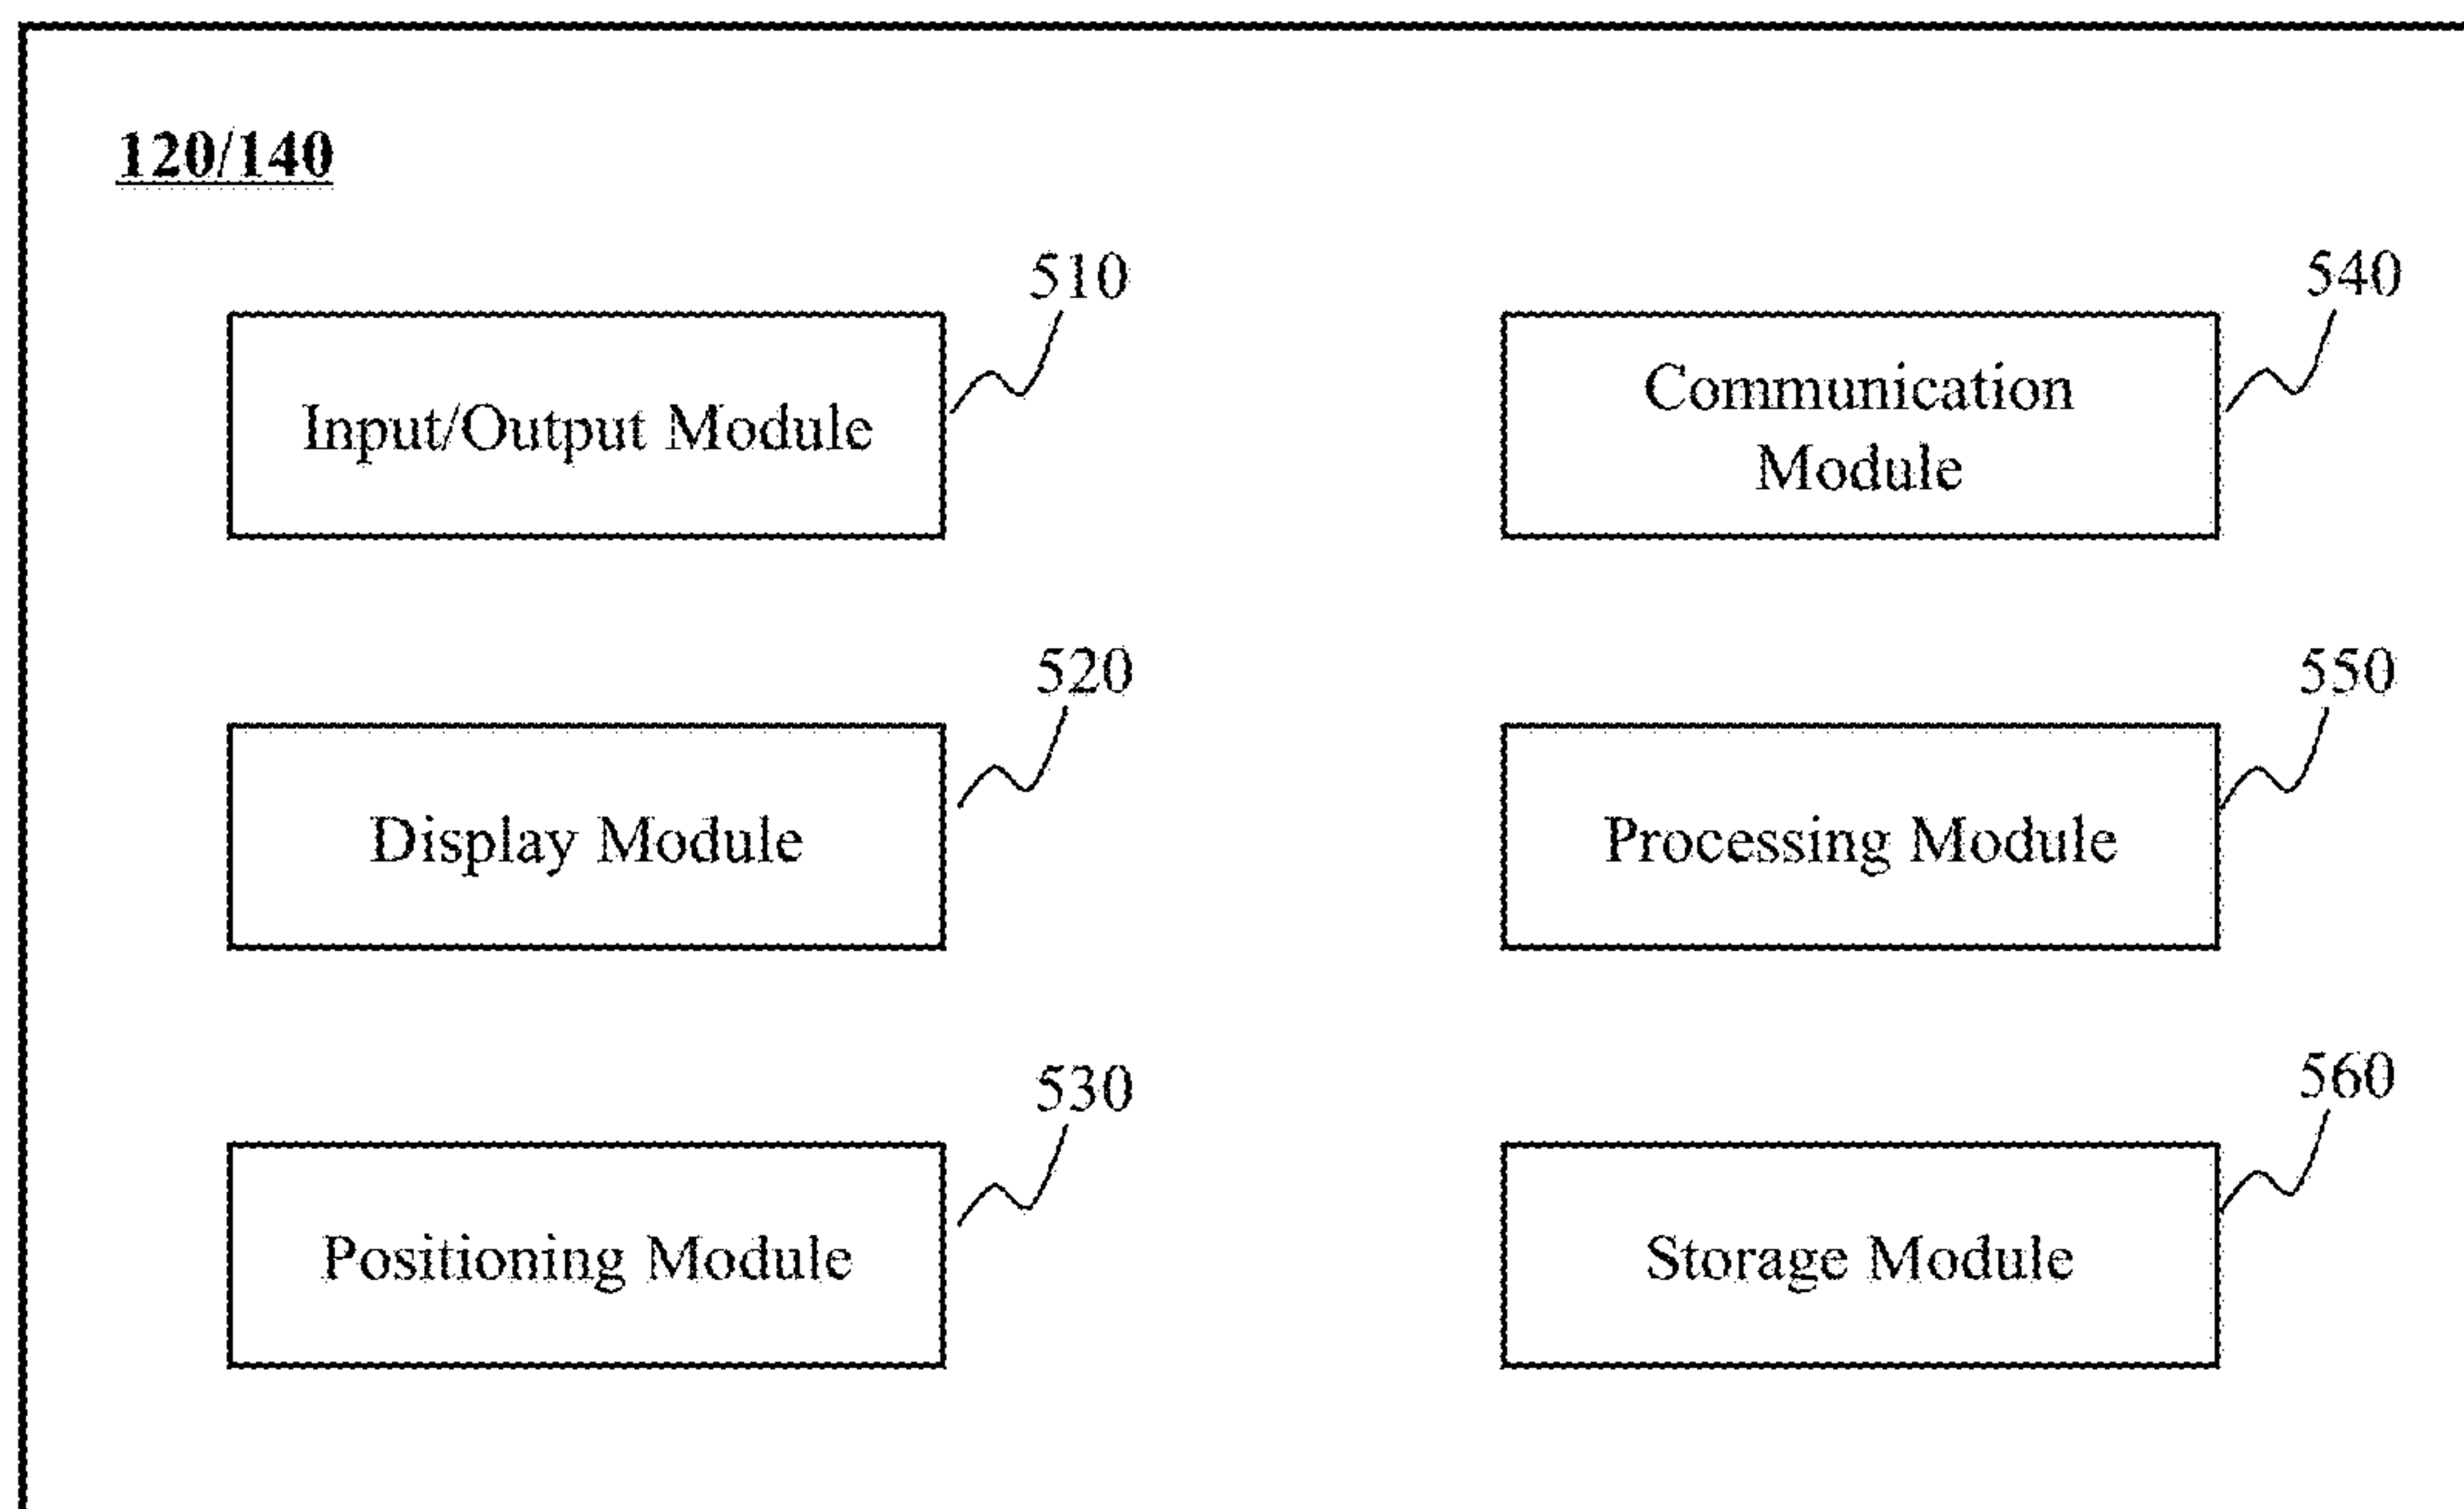 120/140
510
Input/Output Module
540
Communication
Module
520
Display Module
550
Processing Module
530
Positioning Module
560
Storage Module